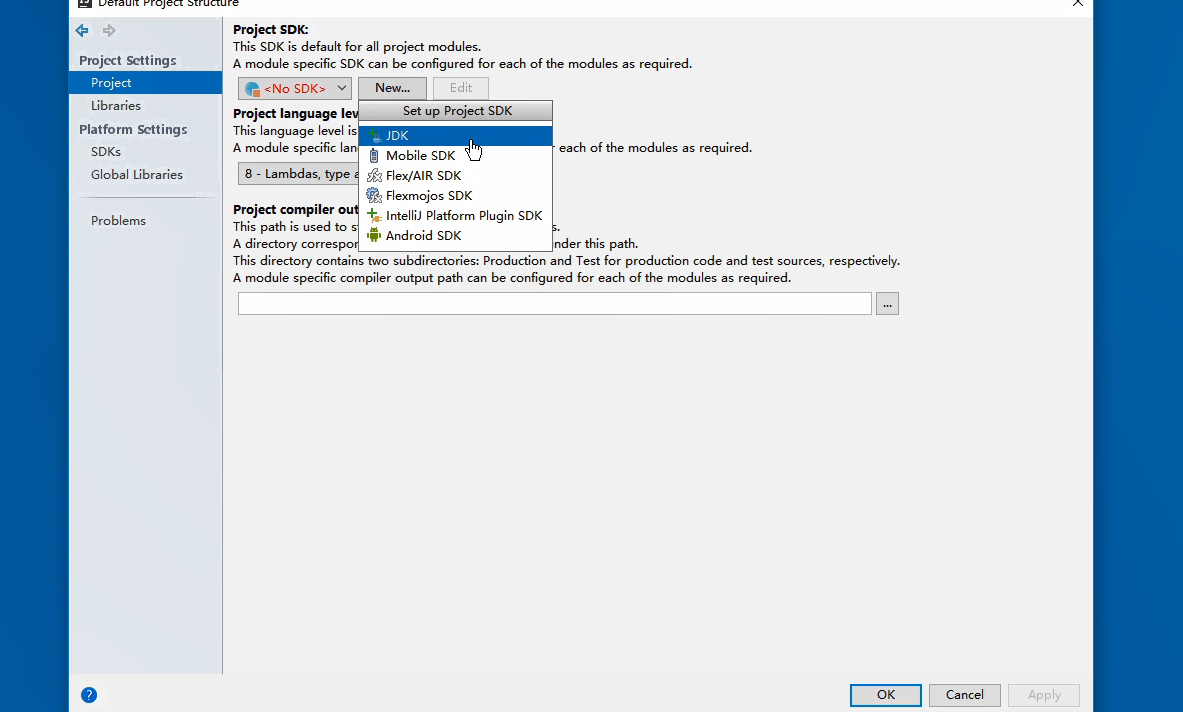 Default Project Structure
Project Settings
Project
Libraries
Platform Settings
SDKs
Global Libraries
Problems
Project SDK:
This SDK is default for all project modules.
A module specific SDK can be configured for each of the modules as required.
<No SDK> New... Edit
Set up Project SDK
JDK
Mobile SDK
Flex/AIR SDK
Flexmojos SDK
IntelliJ Platform Plugin SDK
Android SDK
Project language lev
This language level is
A module specific lan each of the modules as required.
8 - Lambdas, type a
Project compiler out
This path is used to s s.
A directory correspor nder this path.
This directory contains two subdirectories: Production and Test for production code and test sources, respectively.
A module specific compiler output path can be configured for each of the modules as required.
...
? OK Cancel Apply